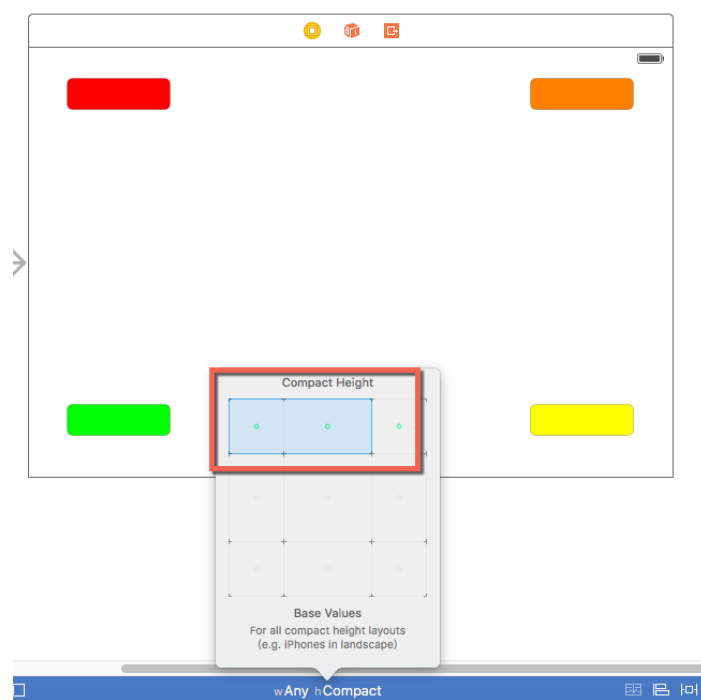 Compact Height
Base Values
For all compact height layouts
(e.g. iPhones in landscape)
wAny hCompact